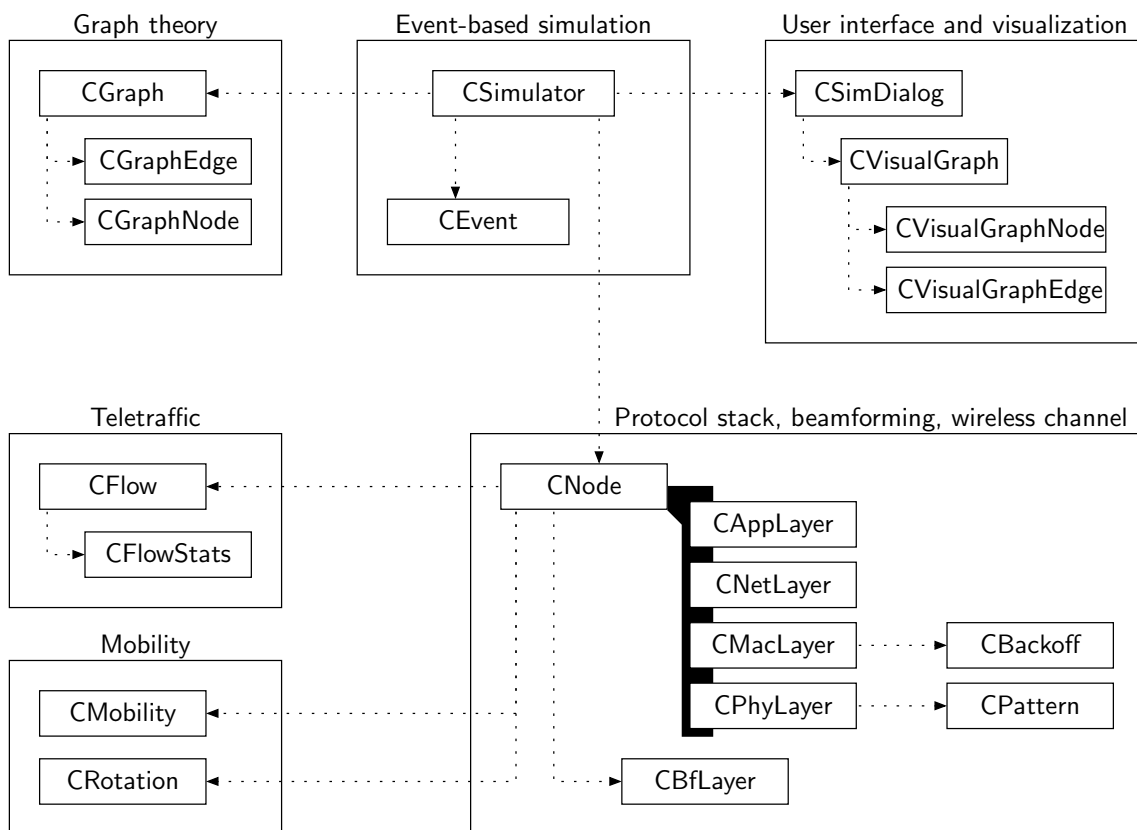 Graph theory
CGraph
CGraphEdge
CGraphNode
Event-based simulation
CSimulator
CEvent
User interface and visualization
CSimDialog
CVisualGraph
CVisualGraphNode
CVisualGraphEdge
Teletraffic
CFlow
CFlowStats
Mobility
CMobility
CRotation
Protocol stack, beamforming, wireless channel
CNode
CAppLayer
CNetLayer
CMacLayer
CBackoff
CPhyLayer
CPattern
CBfLayer